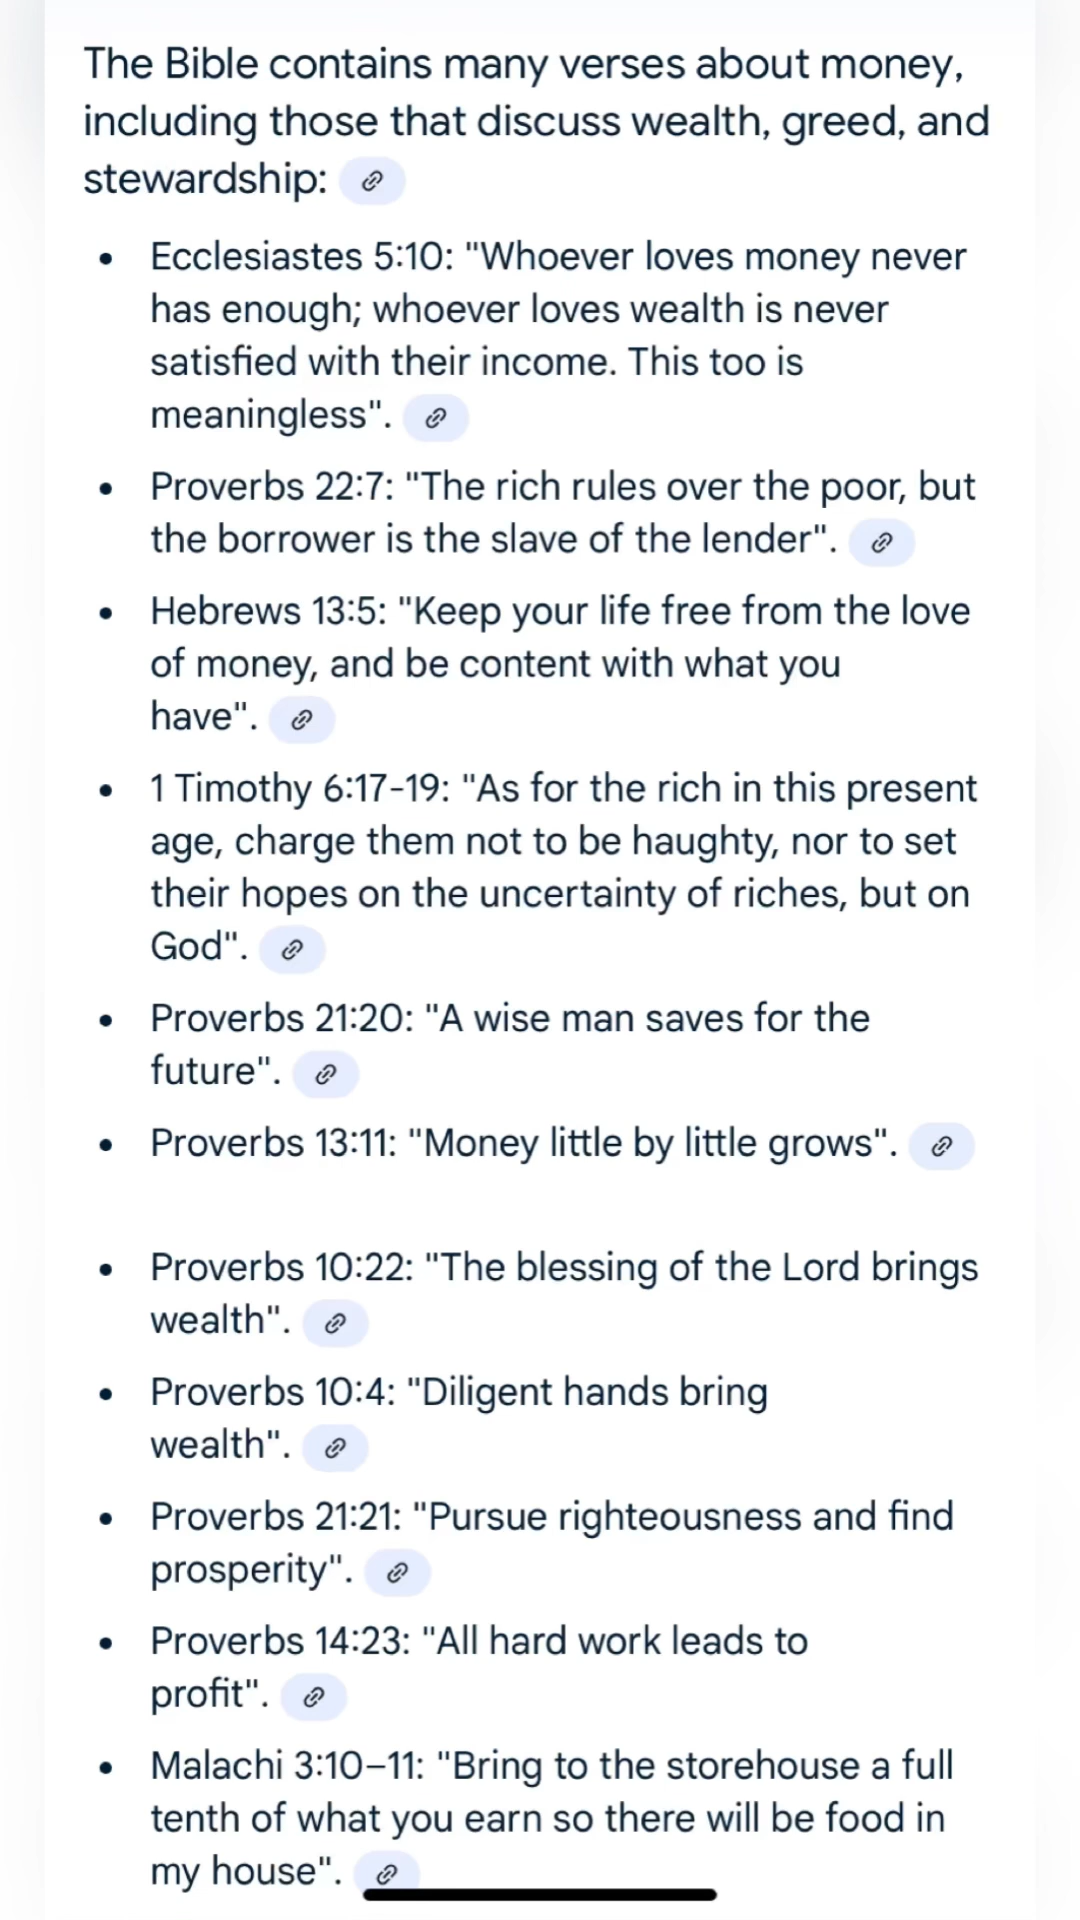 The Bible contains many verses about money,
including those that discuss wealth, greed, and
stewardship:
• Ecclesiastes 5:10: "Whoever loves money never
has enough; whoever loves wealth is never
satisfied with their income. This too is
meaningless".
• Proverbs 22:7: "The rich rules over the poor, but
the borrower is the slave of the lender".
• Hebrews 13:5: "Keep your life free from the love
of money, and be content with what you
have".
• 1 Timothy 6:17-19: "As for the rich in this present
age, charge them not to be haughty, nor to set
their hopes on the uncertainty of riches, but on
God".
• Proverbs 21:20: "A wise man saves for the
future".
• Proverbs 13:11: "Money little by little grows".
• Proverbs 10:22: "The blessing of the Lord brings
wealth".
• Proverbs 10:4: "Diligent hands bring
wealth".
• Proverbs 21:21: "Pursue righteousness and find
prosperity".
• Proverbs 14:23: "All hard work leads to
profit".
• Malachi 3:10–11: "Bring to the storehouse a full
tenth of what you earn so there will be food in
my house".